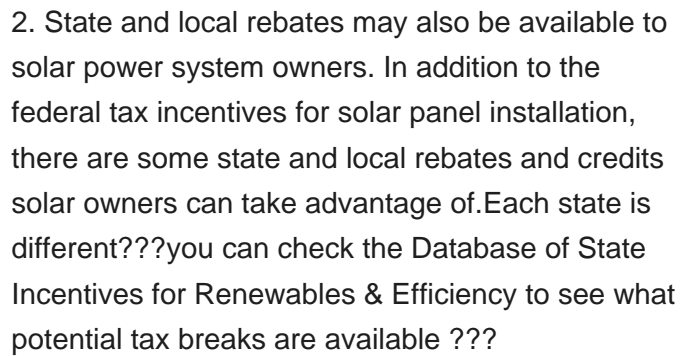 2. State and local rebates may also be available to
solar power system owners. In addition to the
federal tax incentives for solar panel installation,
there are some state and local rebates and credits
solar owners can take advantage of.Each state is
different???you can check the Database of State
Incentives for Renewables & Efficiency to see what
potential tax breaks are available ???